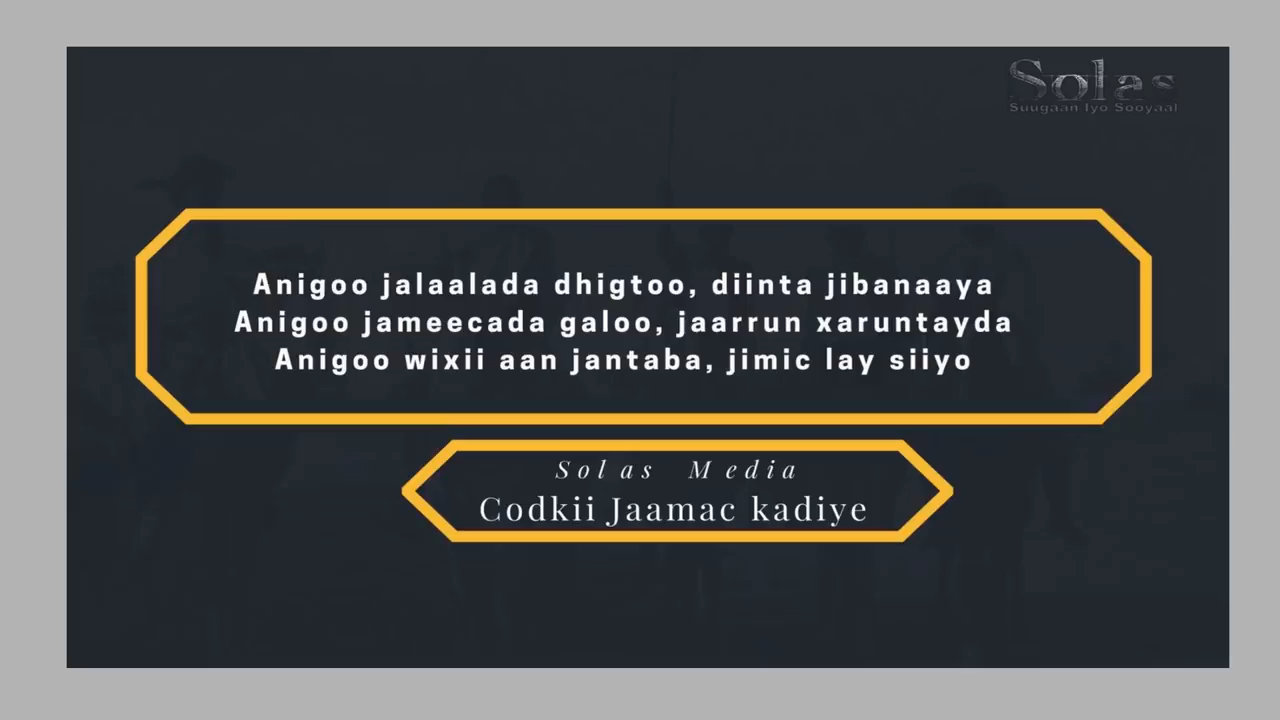 Solas
Suugaan Iyo Sooyaal
Anigoo jalaalada dhigtoo, diinta jibanaaya
Anigoo jameecada galoo, jaarrun xaruntayda
Anigoo wixii aan jantaba, jimic lay siiyo
Solas Media
Codkii Jaamac kadiye